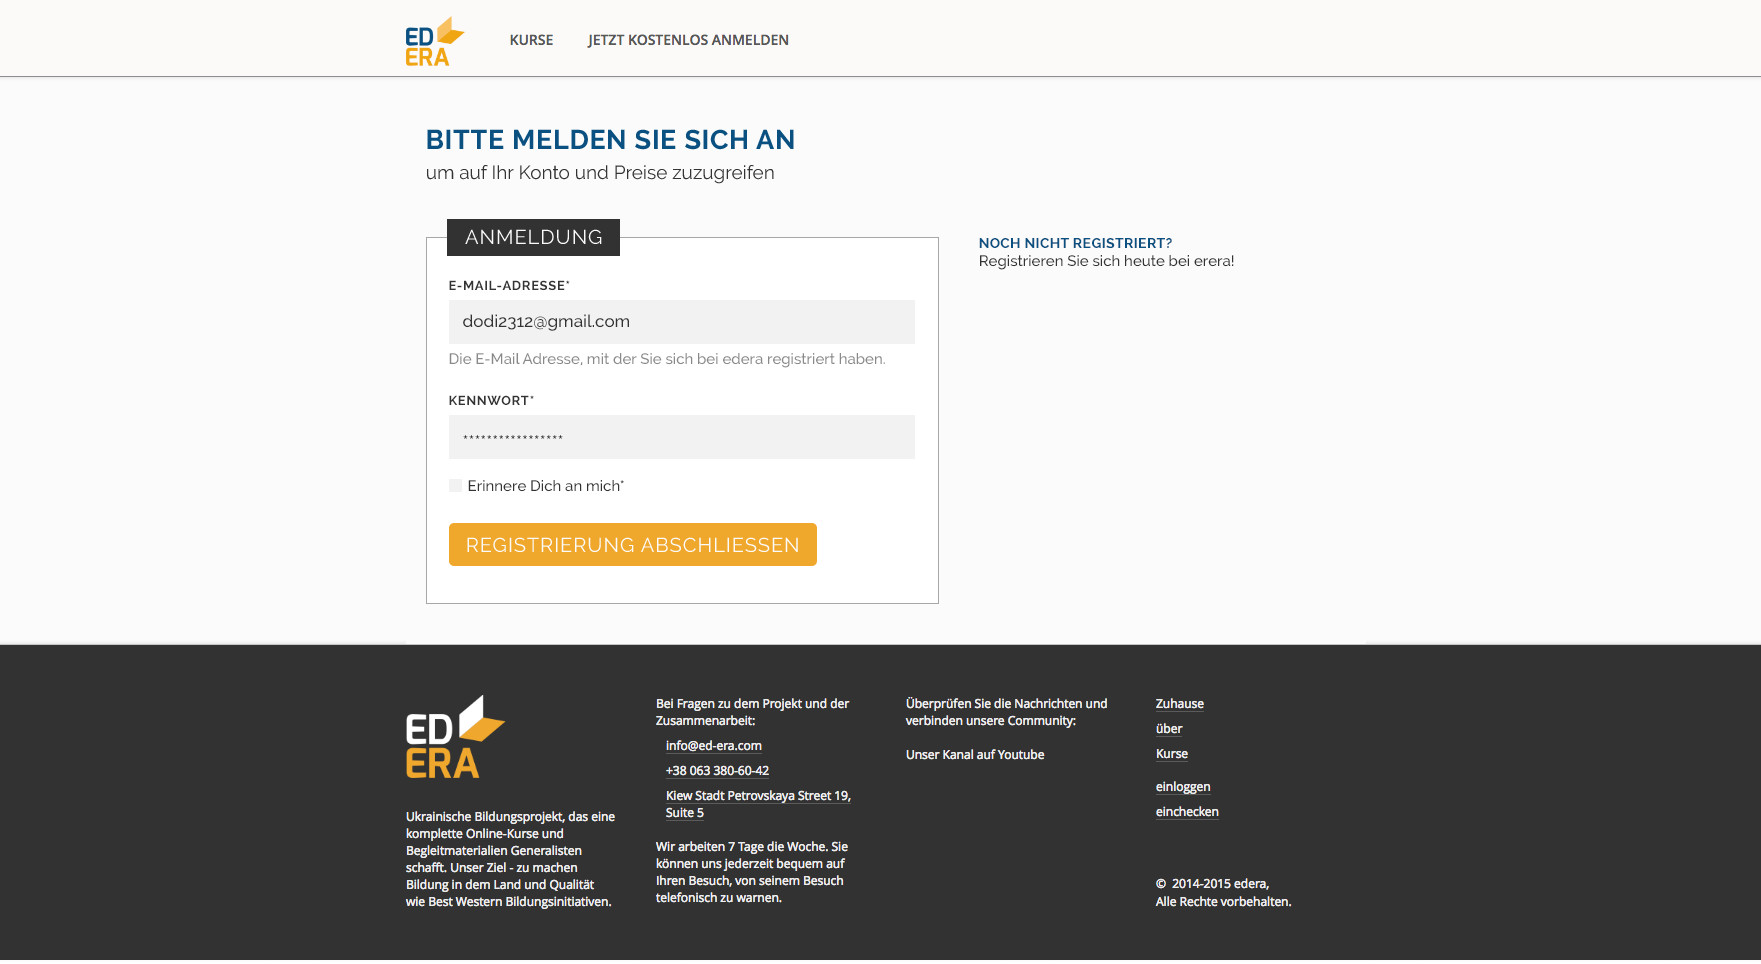 ED
ERA
KURSE
JETZT KOSTENLOS ANMELDEN
BITTE MELDEN SIE SICH AN
um auf Ihr Konto und Preise zuzugreifen
ANMELDUNG
E-MAIL-ADRESSE*
dodi2312@gmail.com
Die E-Mail Adresse, mit der Sie sich bei edera registriert haben.
KENNWORT*
*****************
Erinnere Dich an mich*
REGISTRIERUNG ABSCHLIESSEN
NOCH NICHT REGISTRIERT?
Registrieren Sie sich heute bei erera!
ED
ERA
Ukrainische Bildungsprojekt, das eine
komplette Online-Kurse und
Begleitmaterialien Generalisten
schafft. Unser Ziel - zu machen
Bildung in dem Land und Qualität
wie Best Western Bildungsinitiativen.
Bei Fragen zu dem Projekt und der
Zusammenarbeit:
info@ed-era.com
+38 063 380-60-42
Kiew Stadt Petrovskaya Street 19,
Suite 5
Wir arbeiten 7 Tage die Woche. Sie
können uns jederzeit bequem auf
Ihren Besuch, von seinem Besuch
telefonisch zu warnen.
Überprüfen Sie die Nachrichten und
verbinden unsere Community:
Unser Kanal auf Youtube
Zuhause
über
Kurse
einloggen
einchecken
© 2014-2015 edera,
Alle Rechte vorbehalten.